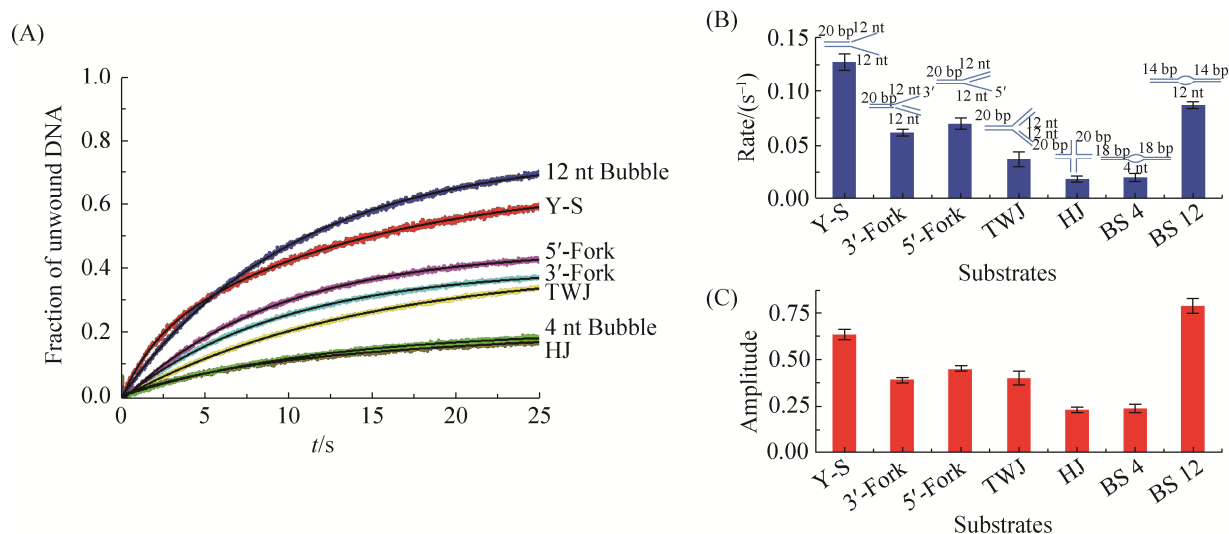 (A)
1.0
0.8
0.6
0.4
0.2
0.0
Fraction of unwound DNA
0
5
10
15
20
25
t/s
12 nt Bubble
Y-S
5′-Fork
3′-Fork
TWJ
4 nt Bubble
HJ
(B)
0.15
0.10
0.05
0.00
Rate/(s⁻¹)
20 bp 12 nt
12 nt
20 bp 12 nt 3′
12 nt
20 bp 12 nt
12 nt 5′
20 bp 12 nt
12 nt
20 bp 20 bp
18 bp 18 bp
4 nt
14 bp 14 bp
12 nt
Y-S
3′-Fork
5′-Fork
TWJ
HJ
BS 4
BS 12
Substrates
(C)
0.75
0.50
0.25
0.00
Amplitude
Y-S
3′-Fork
5′-Fork
TWJ
HJ
BS 4
BS 12
Substrates